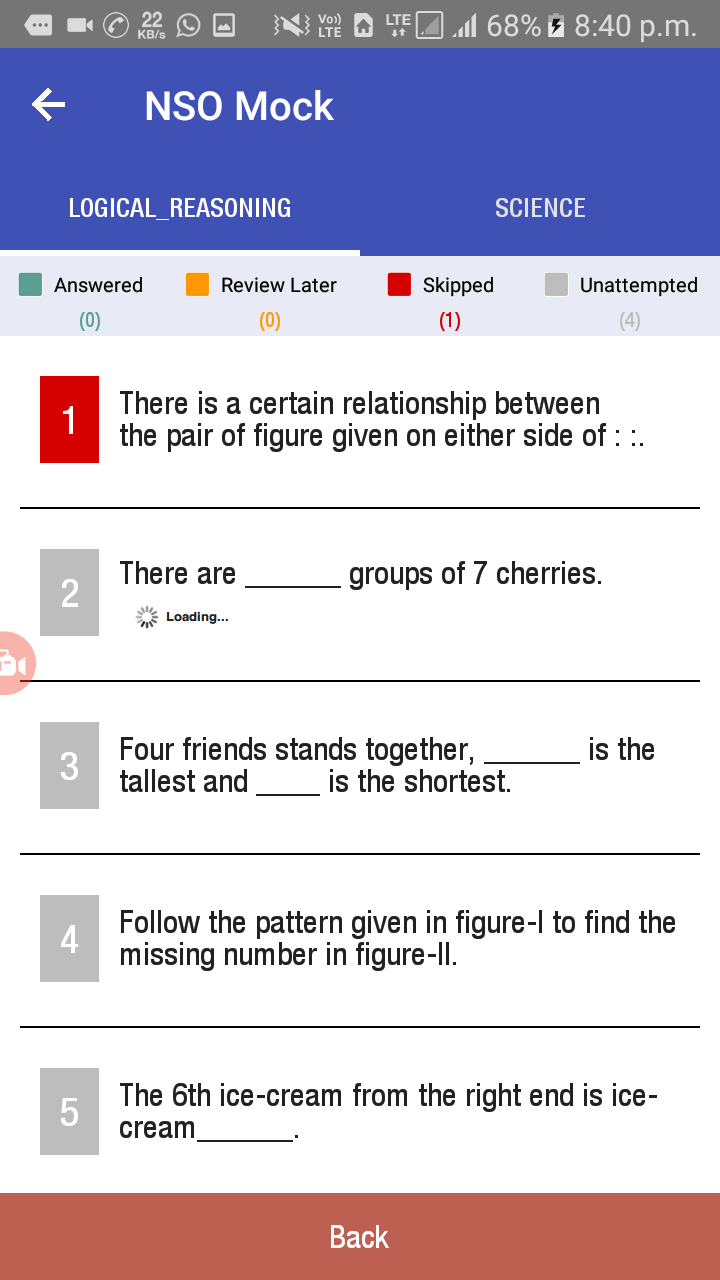 22
KB/s
Vo))
LTE
LTE
68%
8:40 p.m.
NSO Mock
LOGICAL_REASONING
SCIENCE
Answered
Review Later
Skipped
Unattempted
(0)
(0)
(1)
(4)
1
There is a certain relationship between
the pair of figure given on either side of : :.
2
There are ______ groups of 7 cherries.
Loading...
3
Four friends stands together, ______ is the
tallest and ____ is the shortest.
4
Follow the pattern given in figure-I to find the
missing number in figure-II.
5
The 6th ice-cream from the right end is ice-
cream______.
Back